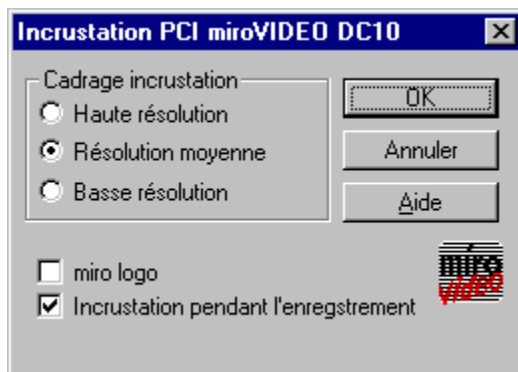 Incrustation PCI miroVIDEO DC10
Cadrage incrustation
Haute résolution
Résolution moyenne
Basse résolution
OK
Annuler
Aide
miro logo
Incrustation pendant l'enregstrement
miro
video